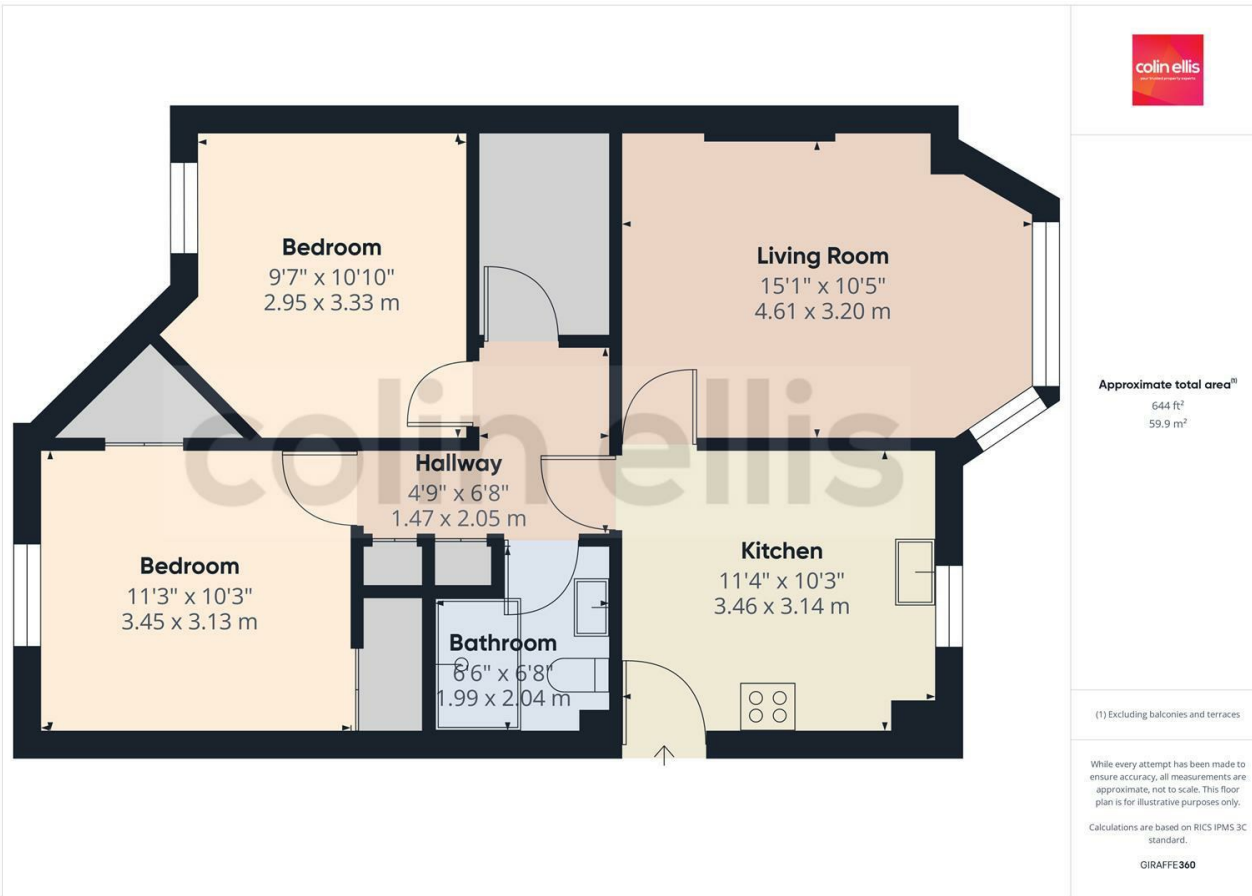 colin ellis
your trusted property experts
Bedroom
9'7" x 10'10"
2.95 x 3.33 m
Living Room
15'1" x 10'5"
4.61 x 3.20 m
colin ellis
Hallway
4'9" x 6'8"
1.47 x 2.05 m
Bedroom
11'3" x 10'3"
3.45 x 3.13 m
Kitchen
11'4" x 10'3"
3.46 x 3.14 m
Bathroom
6'6" x 6'8"
1.99 x 2.04 m
Approximate total area(1)
644 ft²
59.9 m²
(1) Excluding balconies and terraces
While every attempt has been made to
ensure accuracy, all measurements are
approximate, not to scale. This floor
plan is for illustrative purposes only.
Calculations are based on RICS IPMS 3C
standard.
GIRAFFE360